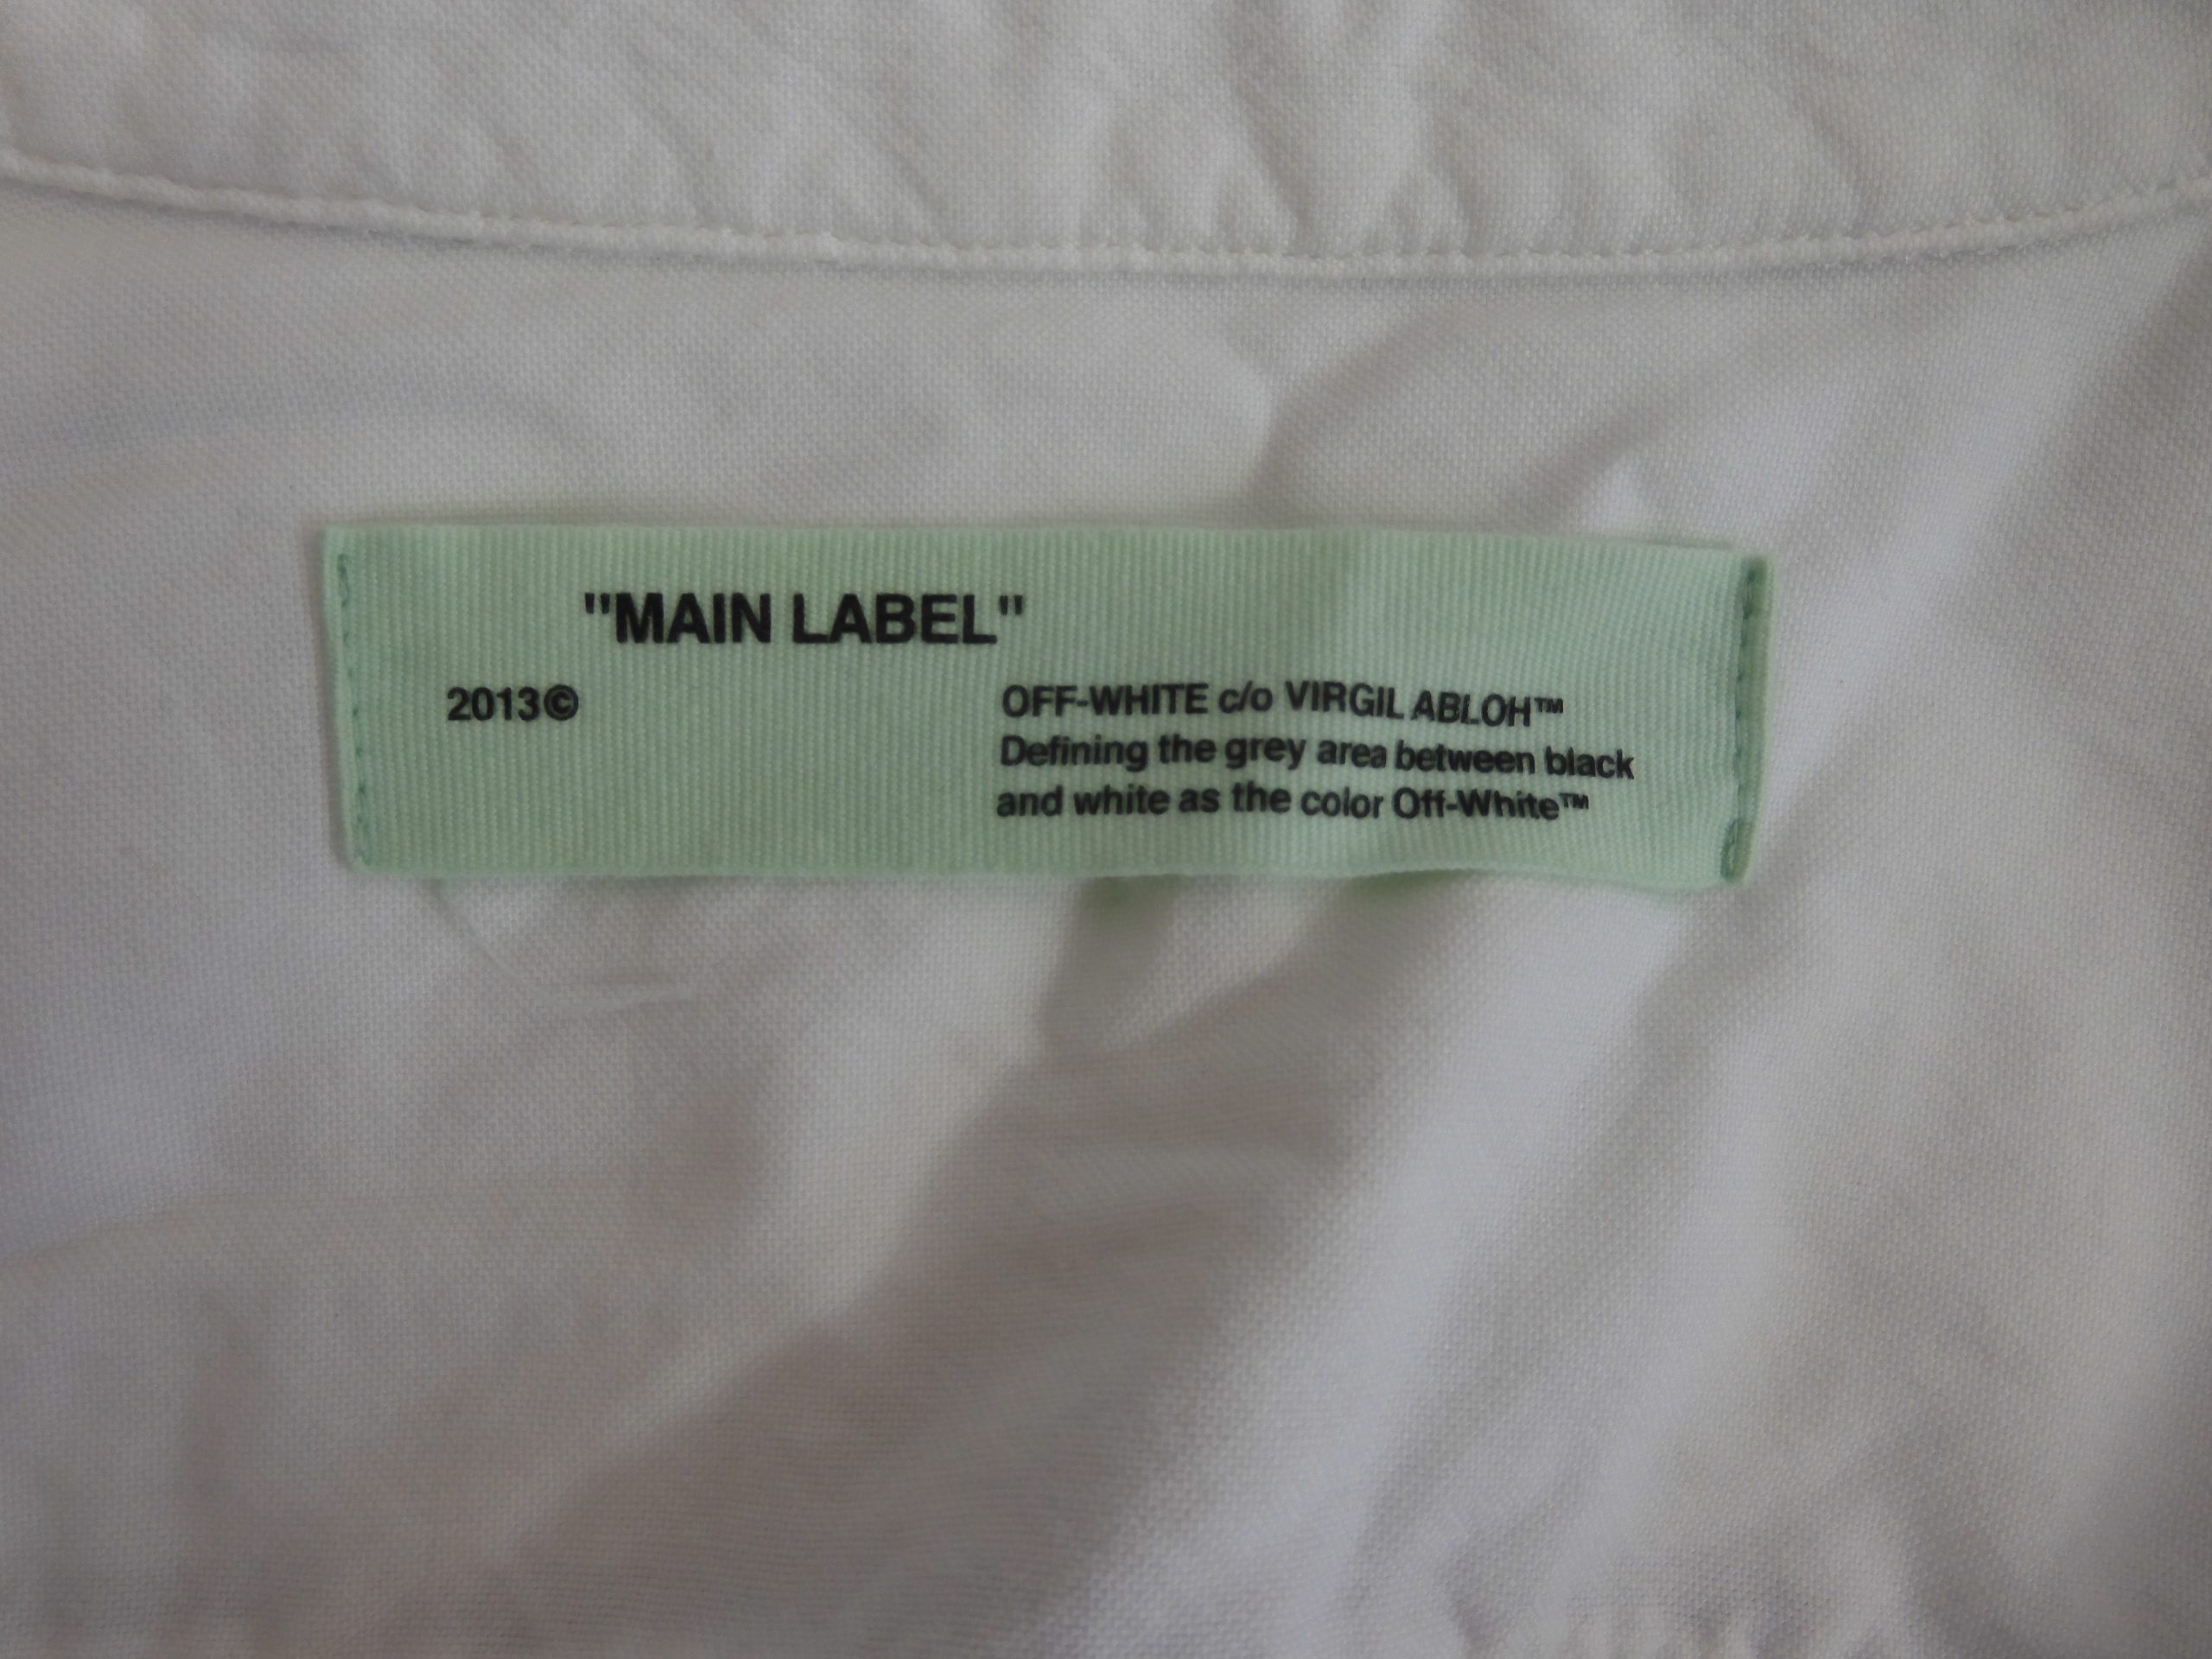 "MAIN LABEL"
2013©
OFF-WHITE c/o VIRGIL ABLOH™
Defining the grey area between black
and white as the color Off-White™